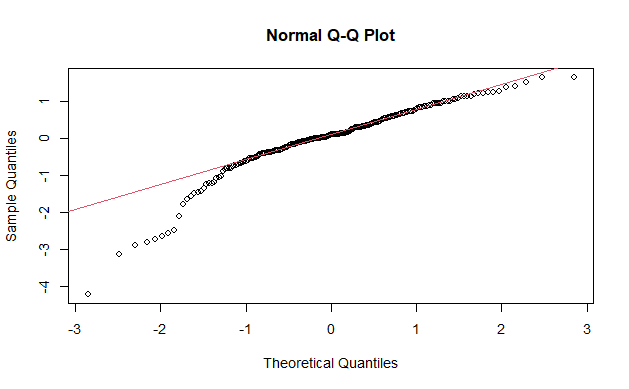 Normal Q-Q Plot
Sample Quantiles
1
0
-1
-2
-3
-4
-3 -2 -1 0 1 2 3
Theoretical Quantiles